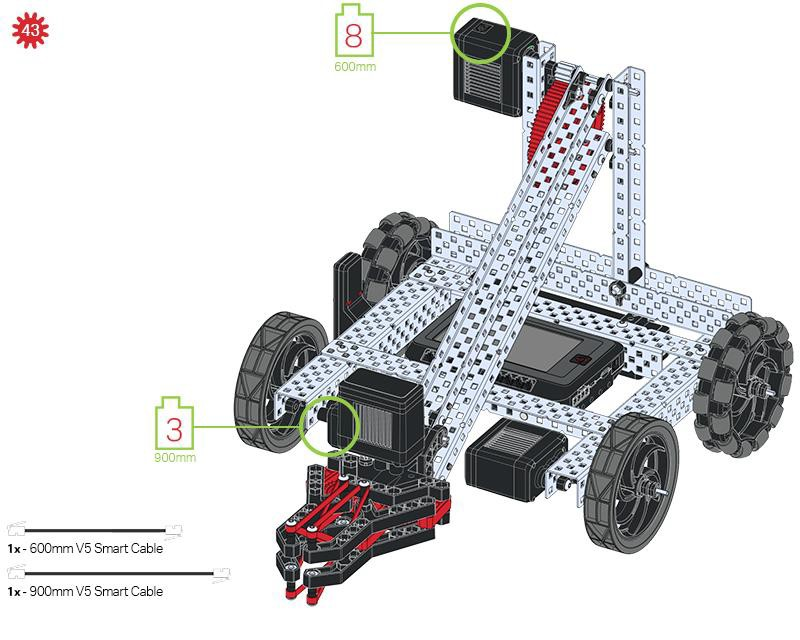 43
8
600mm
3
900mm
1x - 600mm V5 Smart Cable
1x - 900mm V5 Smart Cable